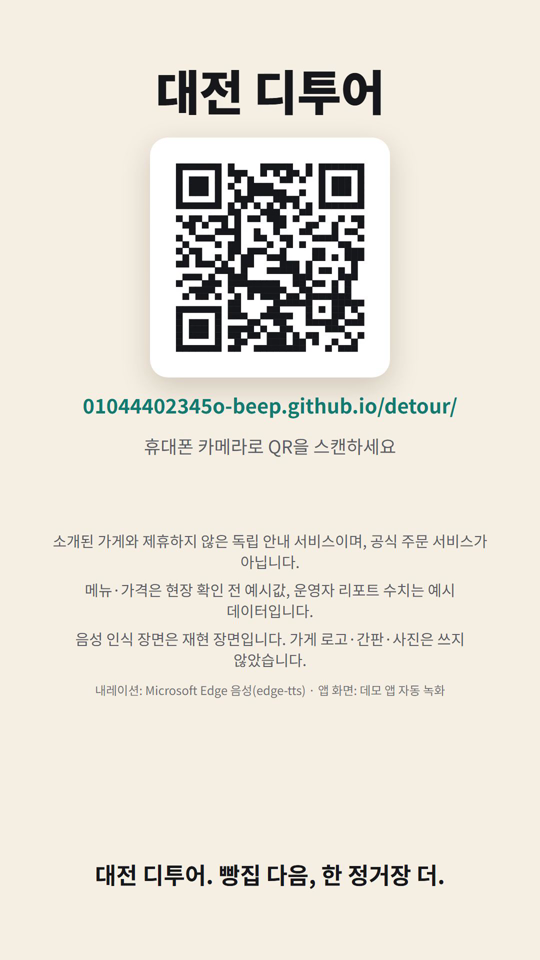 대전 디투어
01044402345o-beep.github.io/detour/
휴대폰 카메라로 QR을 스캔하세요
소개된 가게와 제휴하지 않은 독립 안내 서비스이며, 공식 주문 서비스가
아닙니다.
메뉴·가격은 현장 확인 전 예시값, 운영자 리포트 수치는 예시
데이터입니다.
음성 인식 장면은 재현 장면입니다. 가게 로고·간판·사진은 쓰지
않았습니다.
내레이션: Microsoft Edge 음성(edge-tts) · 앱 화면: 데모 앱 자동 녹화
대전 디투어. 빵집 다음, 한 정거장 더.